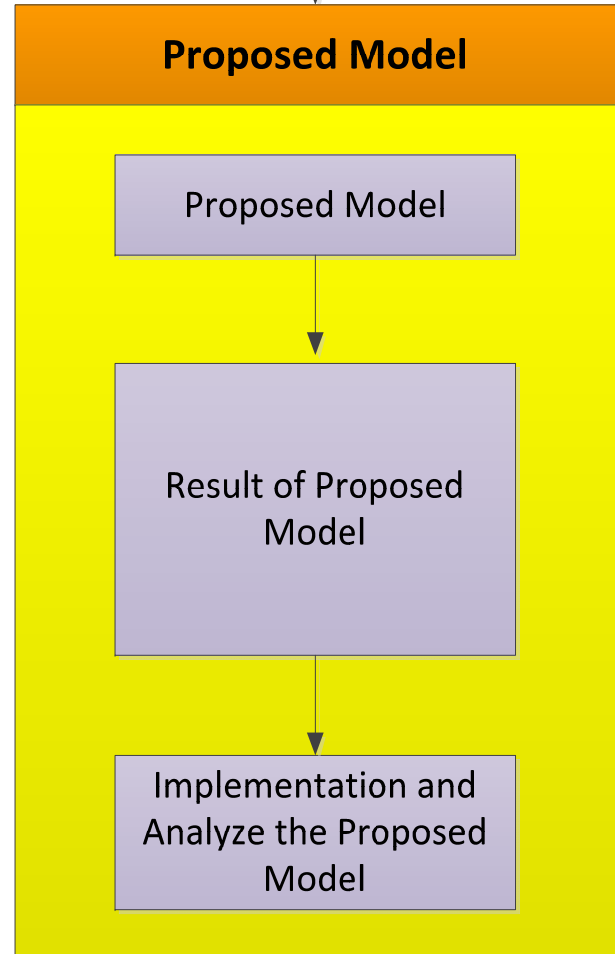 Proposed Model
Proposed Model
Result of Proposed
Model
Implementation and
Analyze the Proposed
Model